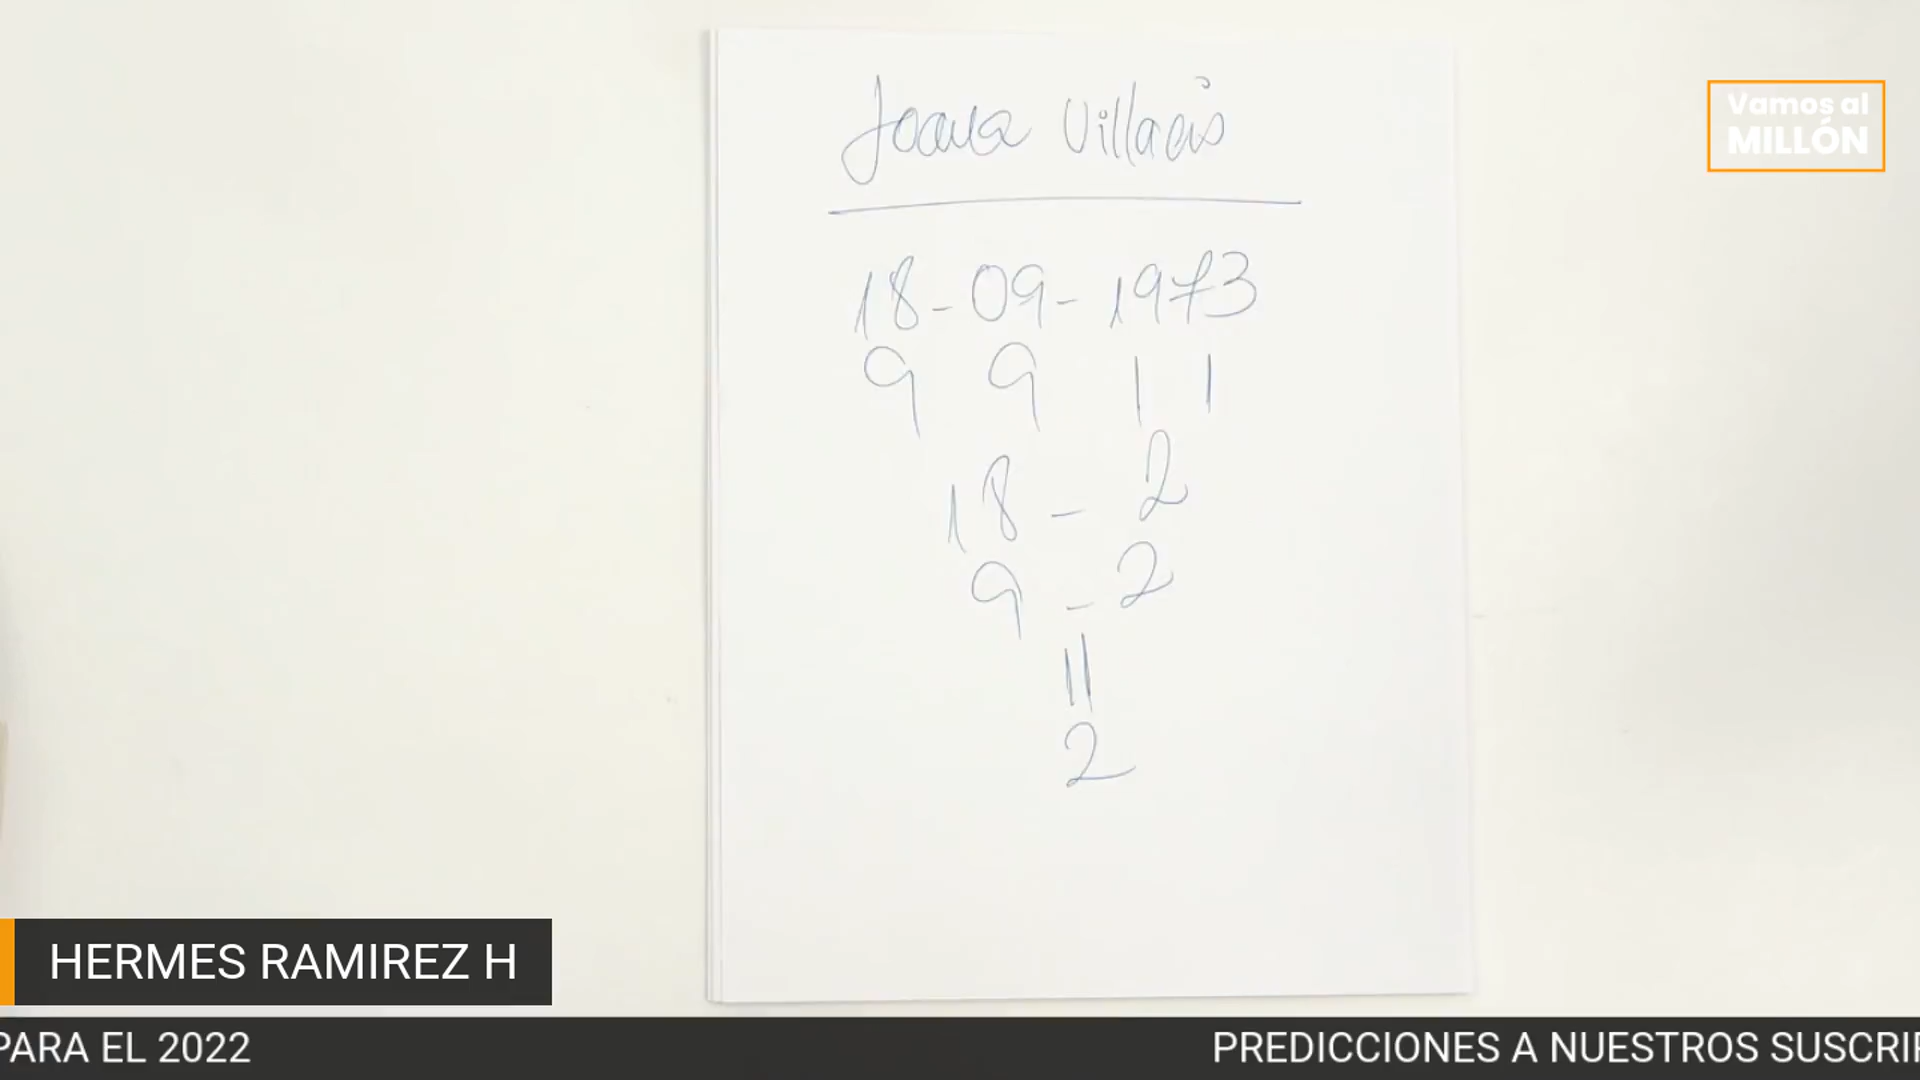 Joana Villacis
18-09-1973
9 9 1 1
18 - 2
9 - 2
11
2
Vamos al
MILLÓN
HERMES RAMIREZ H
PARA EL 2022
PREDICCIONES A NUESTROS SUSCRIP